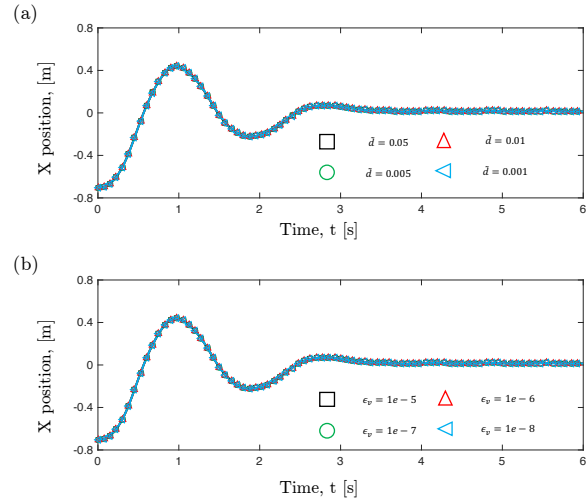 (a)
X position, [m]
0.8
0.4
0
-0.4
-0.8
d̄ = 0.05
d̄ = 0.01
d̄ = 0.005
d̄ = 0.001
0 1 2 3 4 5 6
Time, t [s]
(b)
X position, [m]
0.8
0.4
0
-0.4
-0.8
ϵv = 1e − 5
ϵv = 1e − 6
ϵv = 1e − 7
ϵv = 1e − 8
0 1 2 3 4 5 6
Time, t [s]